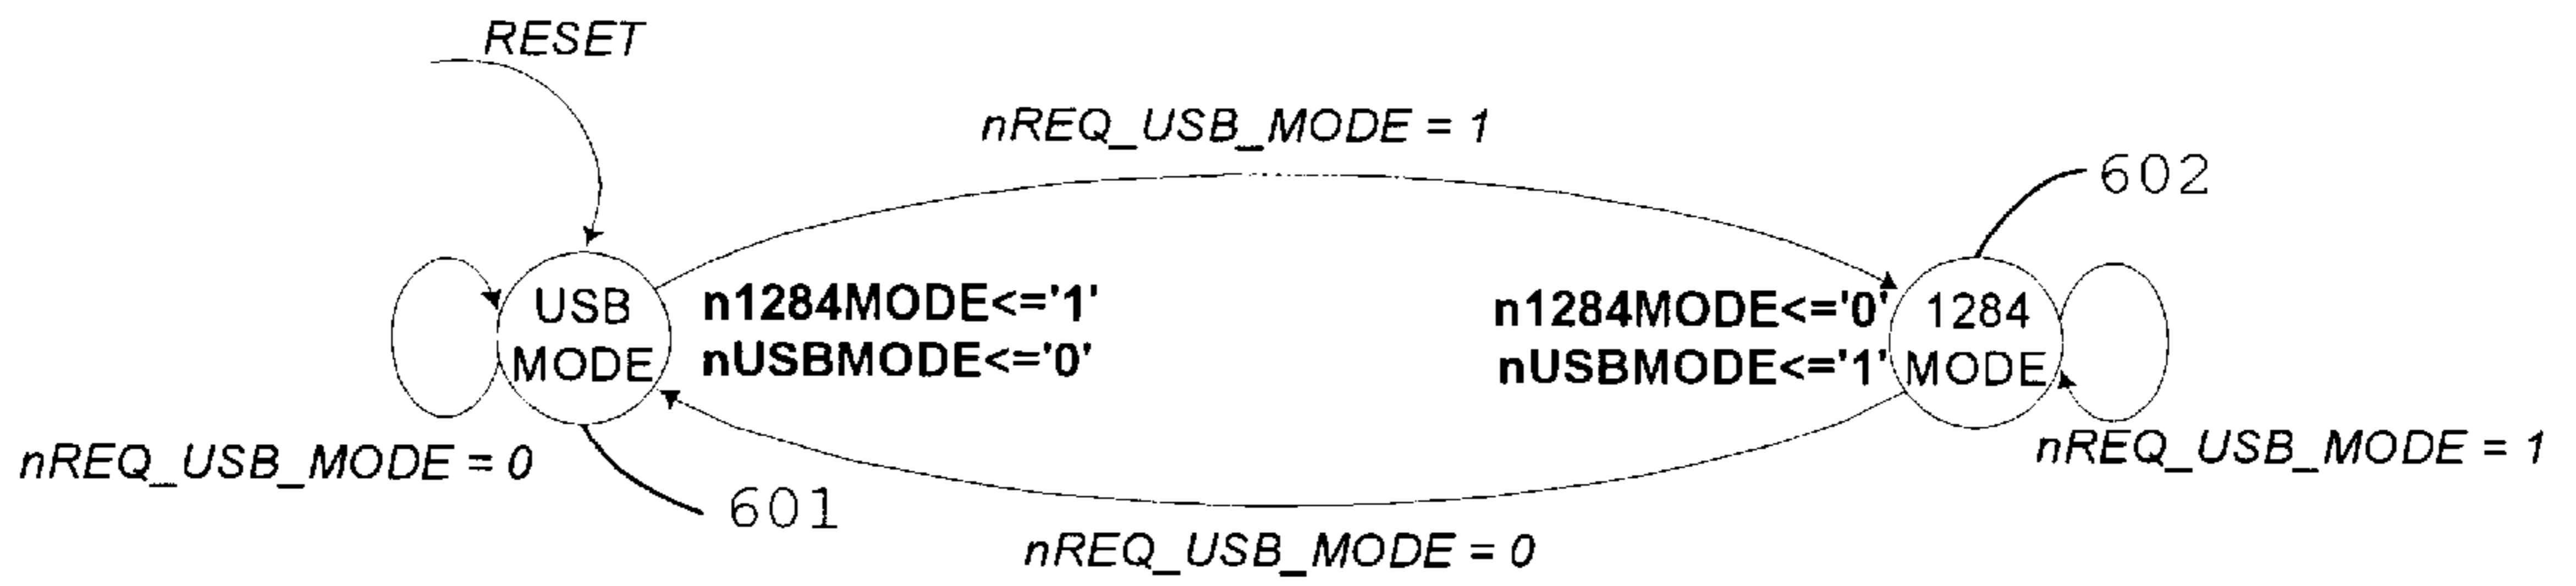 RESET
nREQ_USB_MODE = 1
602
USB
MODE
n1284MODE<='1'
nUSBMODE<='0'
n1284MODE<='0'
nUSBMODE<='1'
1284
MODE
nREQ_USB_MODE = 0
601
nREQ_USB_MODE = 1
nREQ_USB_MODE = 0